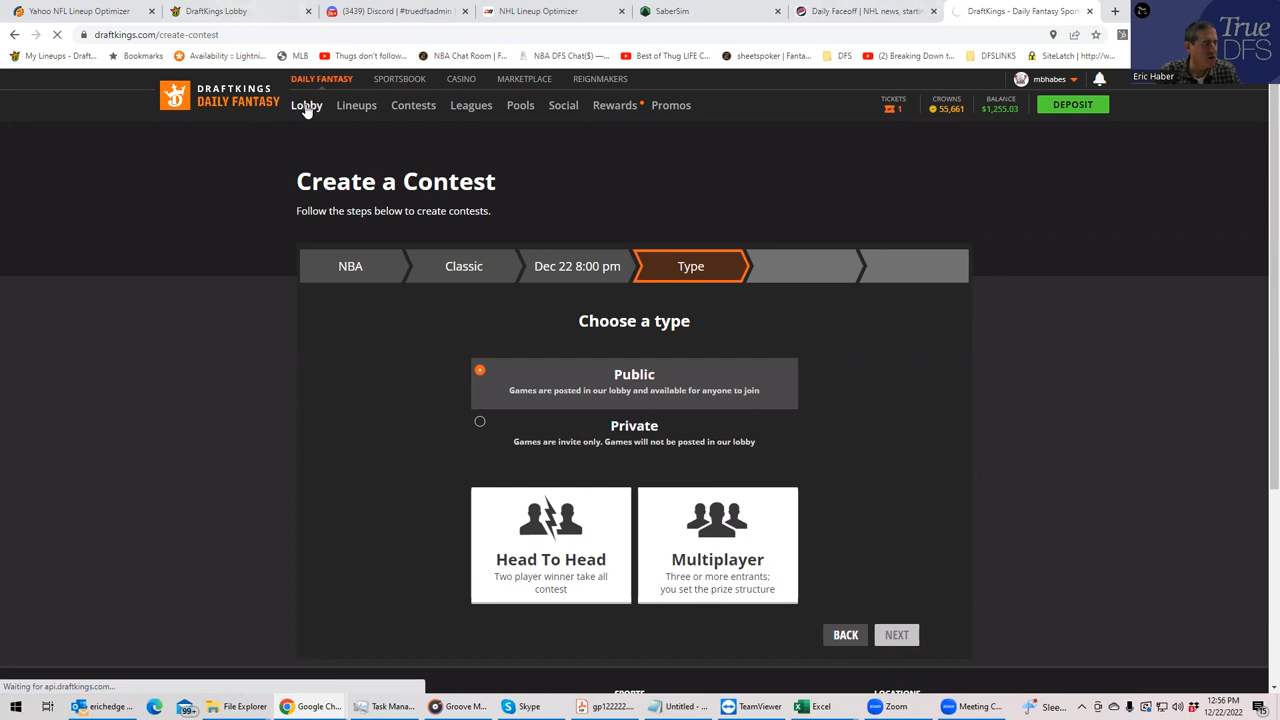 Yahoo NFL Lineup Optimizer
DraftKings Lobby
(3439) Discord | #truedfsadmin
NHL Lineup Optimizer
SaberSim
Daily Faceoff | NHL news, startin
DraftKings - Daily Fantasy Sport
draftkings.com/create-contest
My Lineups - Draft...
Bookmarks
Availability :: Lightni...
MLB
Thugs don't follow...
NBA Chat Room | F...
NBA DFS Chat($) —...
Best of Thug LIFE C...
sheetspoker | Fanta...
DFS
(2) Breaking Down t...
DFSLINKS
SiteLatch | http://w...
True
DFS
Eric Haber
DAILY FANTASY
SPORTSBOOK
CASINO
MARKETPLACE
REIGNMAKERS
mbhabes
DRAFTKINGS
DAILY FANTASY
Lobby
Lineups
Contests
Leagues
Pools
Social
Rewards
Promos
TICKETS
1
CROWNS
55,661
BALANCE
$1,255.03
DEPOSIT
Create a Contest
Follow the steps below to create contests.
NBA
Classic
Dec 22 8:00 pm
Type
Choose a type
Public
Games are posted in our lobby and available for anyone to join
Private
Games are invite only. Games will not be posted in our lobby
Head To Head
Two player winner take all
contest
Multiplayer
Three or more entrants;
you set the prize structure
BACK
NEXT
Waiting for api.draftkings.com...
SPORTS
LOCATIONS
erichedge...
99+
File Explorer
Google Ch...
Task Mana...
Groove M...
Skype
gp122222....
Untitled - ...
TeamViewer
Excel
Zoom
Meeting C...
Slee...
12:56 PM
12/22/2022
15